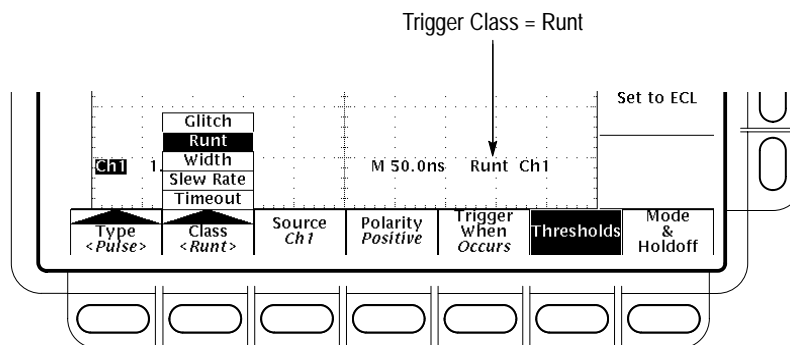 Trigger Class = Runt
Set to ECL
Glitch
Runt
Width
Slew Rate
Timeout
Ch1 1.
M 50.0ns Runt Ch1
Type
<Pulse>
Class
<Runt>
Source
Ch1
Polarity
Positive
Trigger
When
Occurs
Thresholds
Mode
&
Holdoff